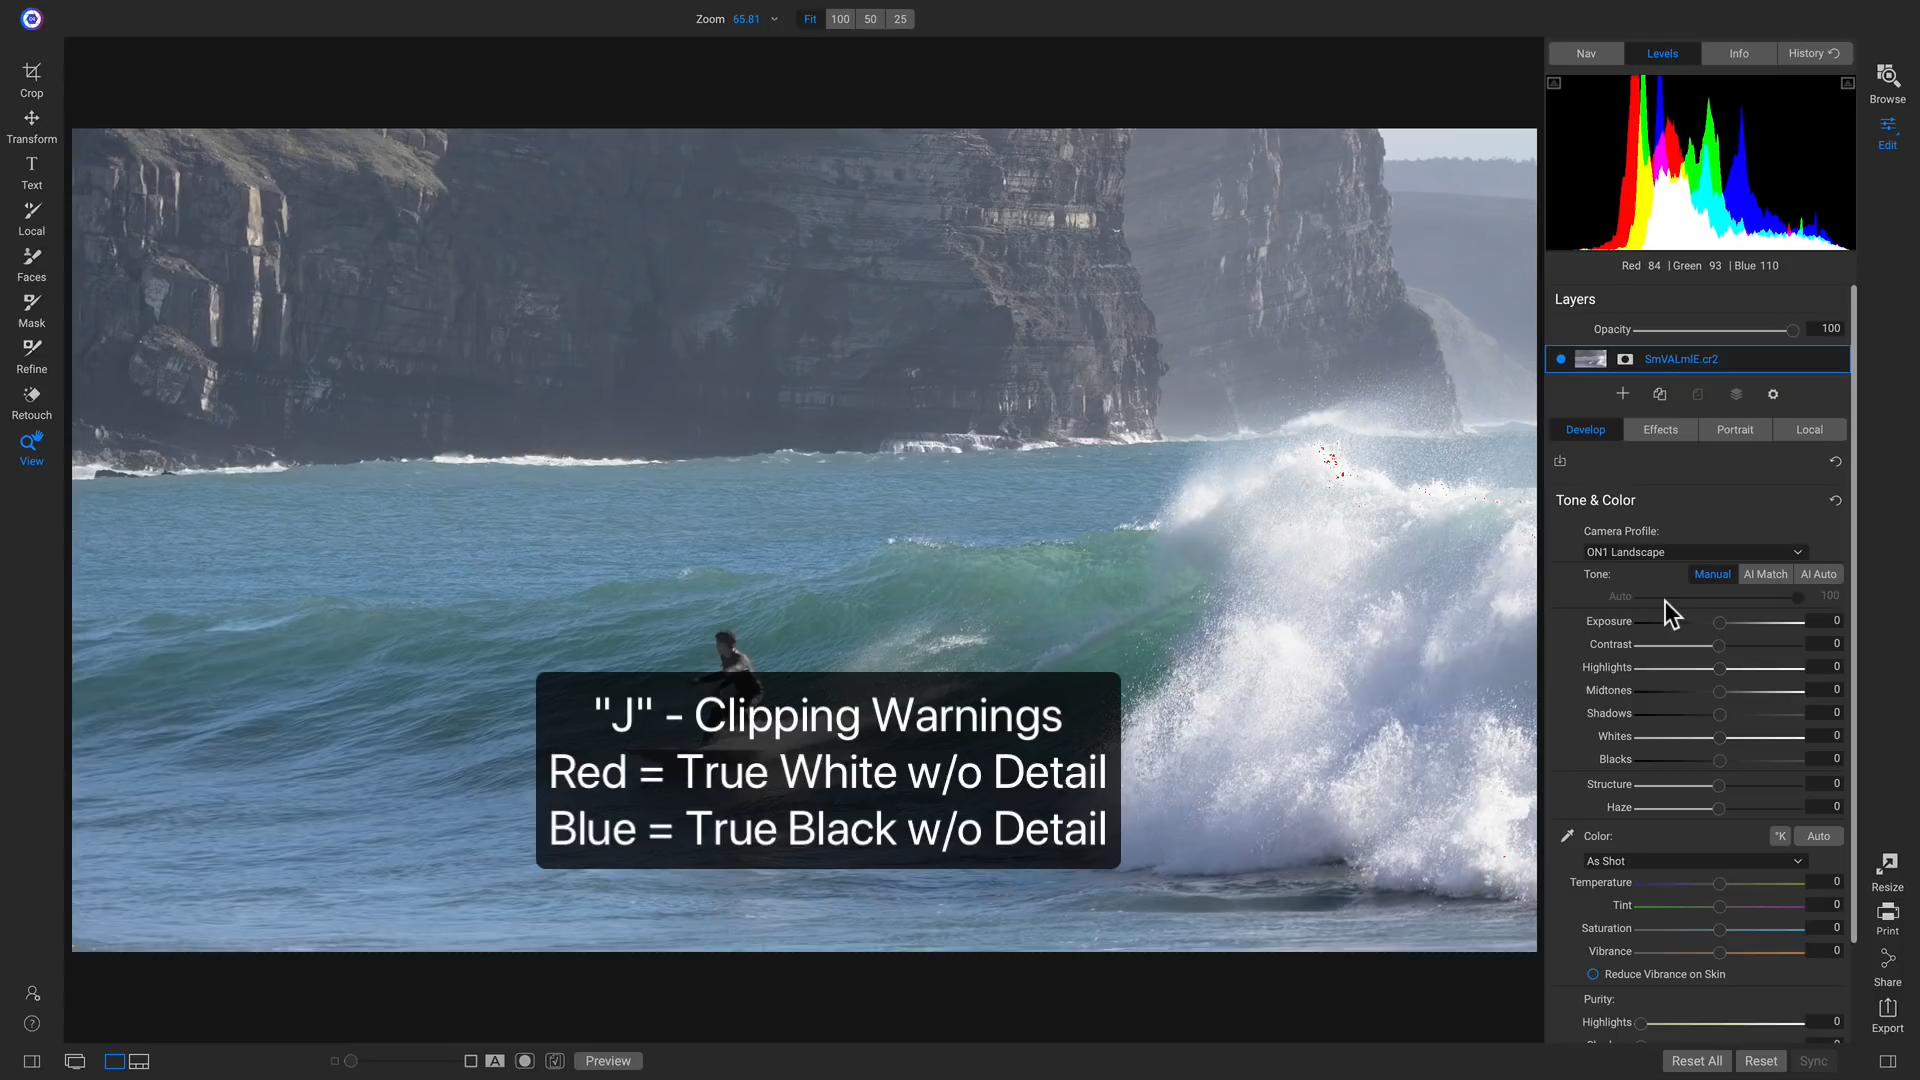 Zoom 65.81
Fit 100 50 25
Crop
Transform
T
Text
Local
Faces
Mask
Refine
Retouch
View
"J" - Clipping Warnings
Red = True White w/o Detail
Blue = True Black w/o Detail
Nav Levels Info History
Red 84 | Green 93 | Blue 110
Layers
Opacity 100
SmVALmIE.cr2
Develop Effects Portrait Local
Tone & Color
Camera Profile:
ON1 Landscape
Tone: Manual AI Match AI Auto
Auto 100
Exposure 0
Contrast 0
Highlights 0
Midtones 0
Shadows 0
Whites 0
Blacks 0
Structure 0
Haze 0
Color: °K Auto
As Shot
Temperature 0
Tint 0
Saturation 0
Vibrance 0
Reduce Vibrance on Skin
Purity:
Highlights 0
Browse
Edit
Resize
Print
Share
Export
?
A Preview
Reset All Reset Sync